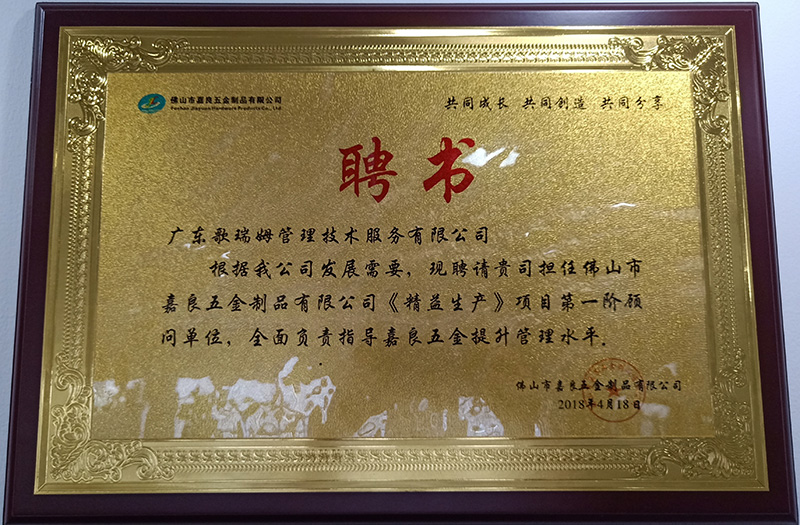 佛山市嘉良五金制品有限公司
共同成长 共同创造 共同分享
聘书
广东歌瑞姆管理技术服务有限公司
根据我公司发展需要，现聘请贵司担任佛山市
嘉良五金制品有限公司《精益生产》项目第一阶顾
问单位，全面负责指导嘉良五金提升管理水平。
佛山市嘉良五金制品有限公司
2018年4月18日